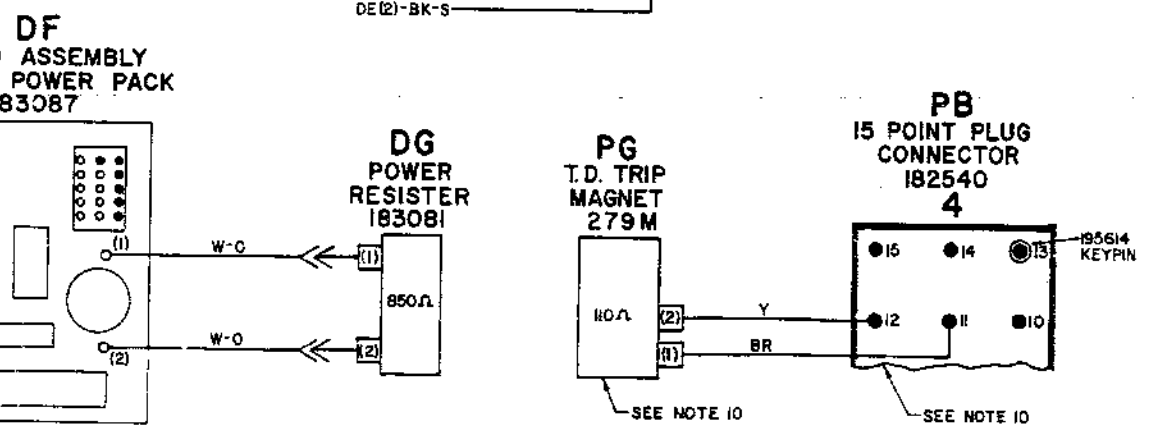 DE(2)-BK-S
DF
ASSEMBLY
POWER PACK
83087
(1)
W-O
W-O
(2)
DG
POWER
RESISTER
183081
(1)
850Ω
(2)
PG
T.D. TRIP
MAGNET
279M
110Ω
(2)
(1)
Y
BR
SEE NOTE 10
PB
15 POINT PLUG
CONNECTOR
182540
4
15
14
13
195614
KEYPIN
12
11
10
SEE NOTE 10